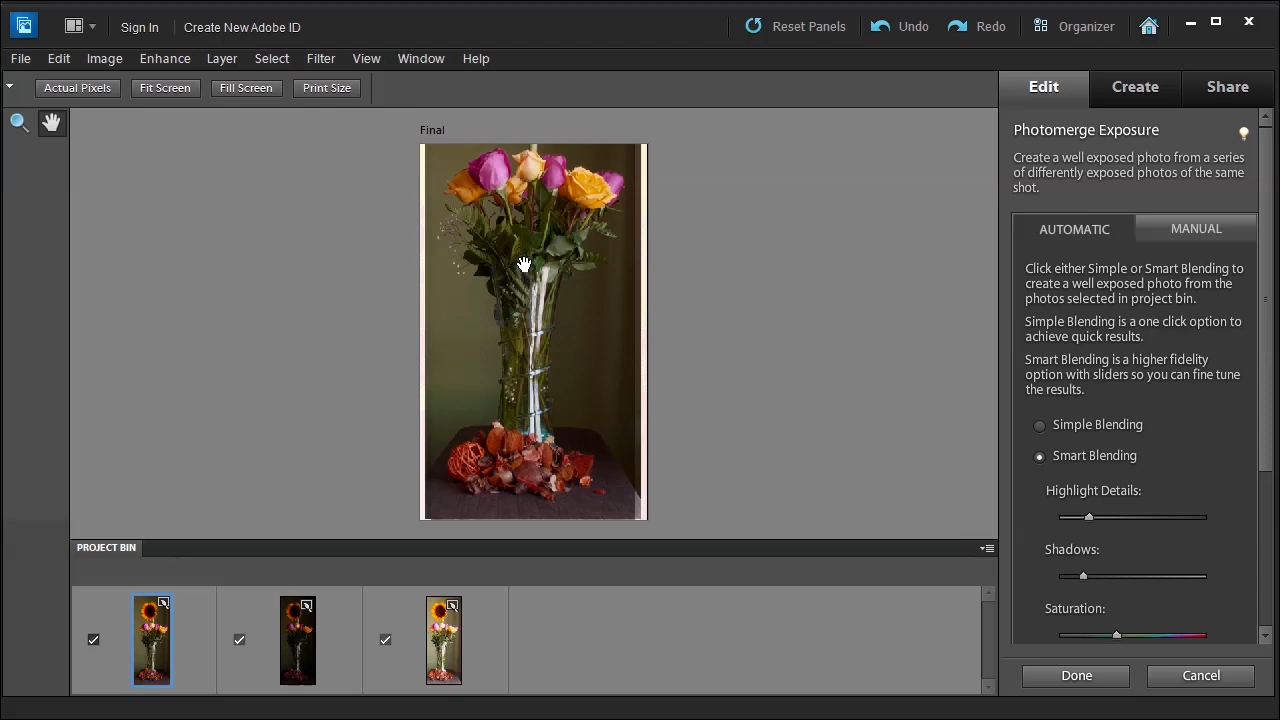 Sign In
Create New Adobe ID
Reset Panels
Undo
Redo
Organizer
File Edit Image Enhance Layer Select Filter View Window Help
Actual Pixels
Fit Screen
Fill Screen
Print Size
Edit
Create
Share
Final
Photomerge Exposure
Create a well exposed photo from a series
of differently exposed photos of the same
shot.
AUTOMATIC
MANUAL
Click either Simple or Smart Blending to
create a well exposed photo from the
photos selected in project bin.
Simple Blending is a one click option to
achieve quick results.
Smart Blending is a higher fidelity
option with sliders so you can fine tune
the results.
Simple Blending
Smart Blending
Highlight Details:
Shadows:
Saturation:
PROJECT BIN
Done
Cancel